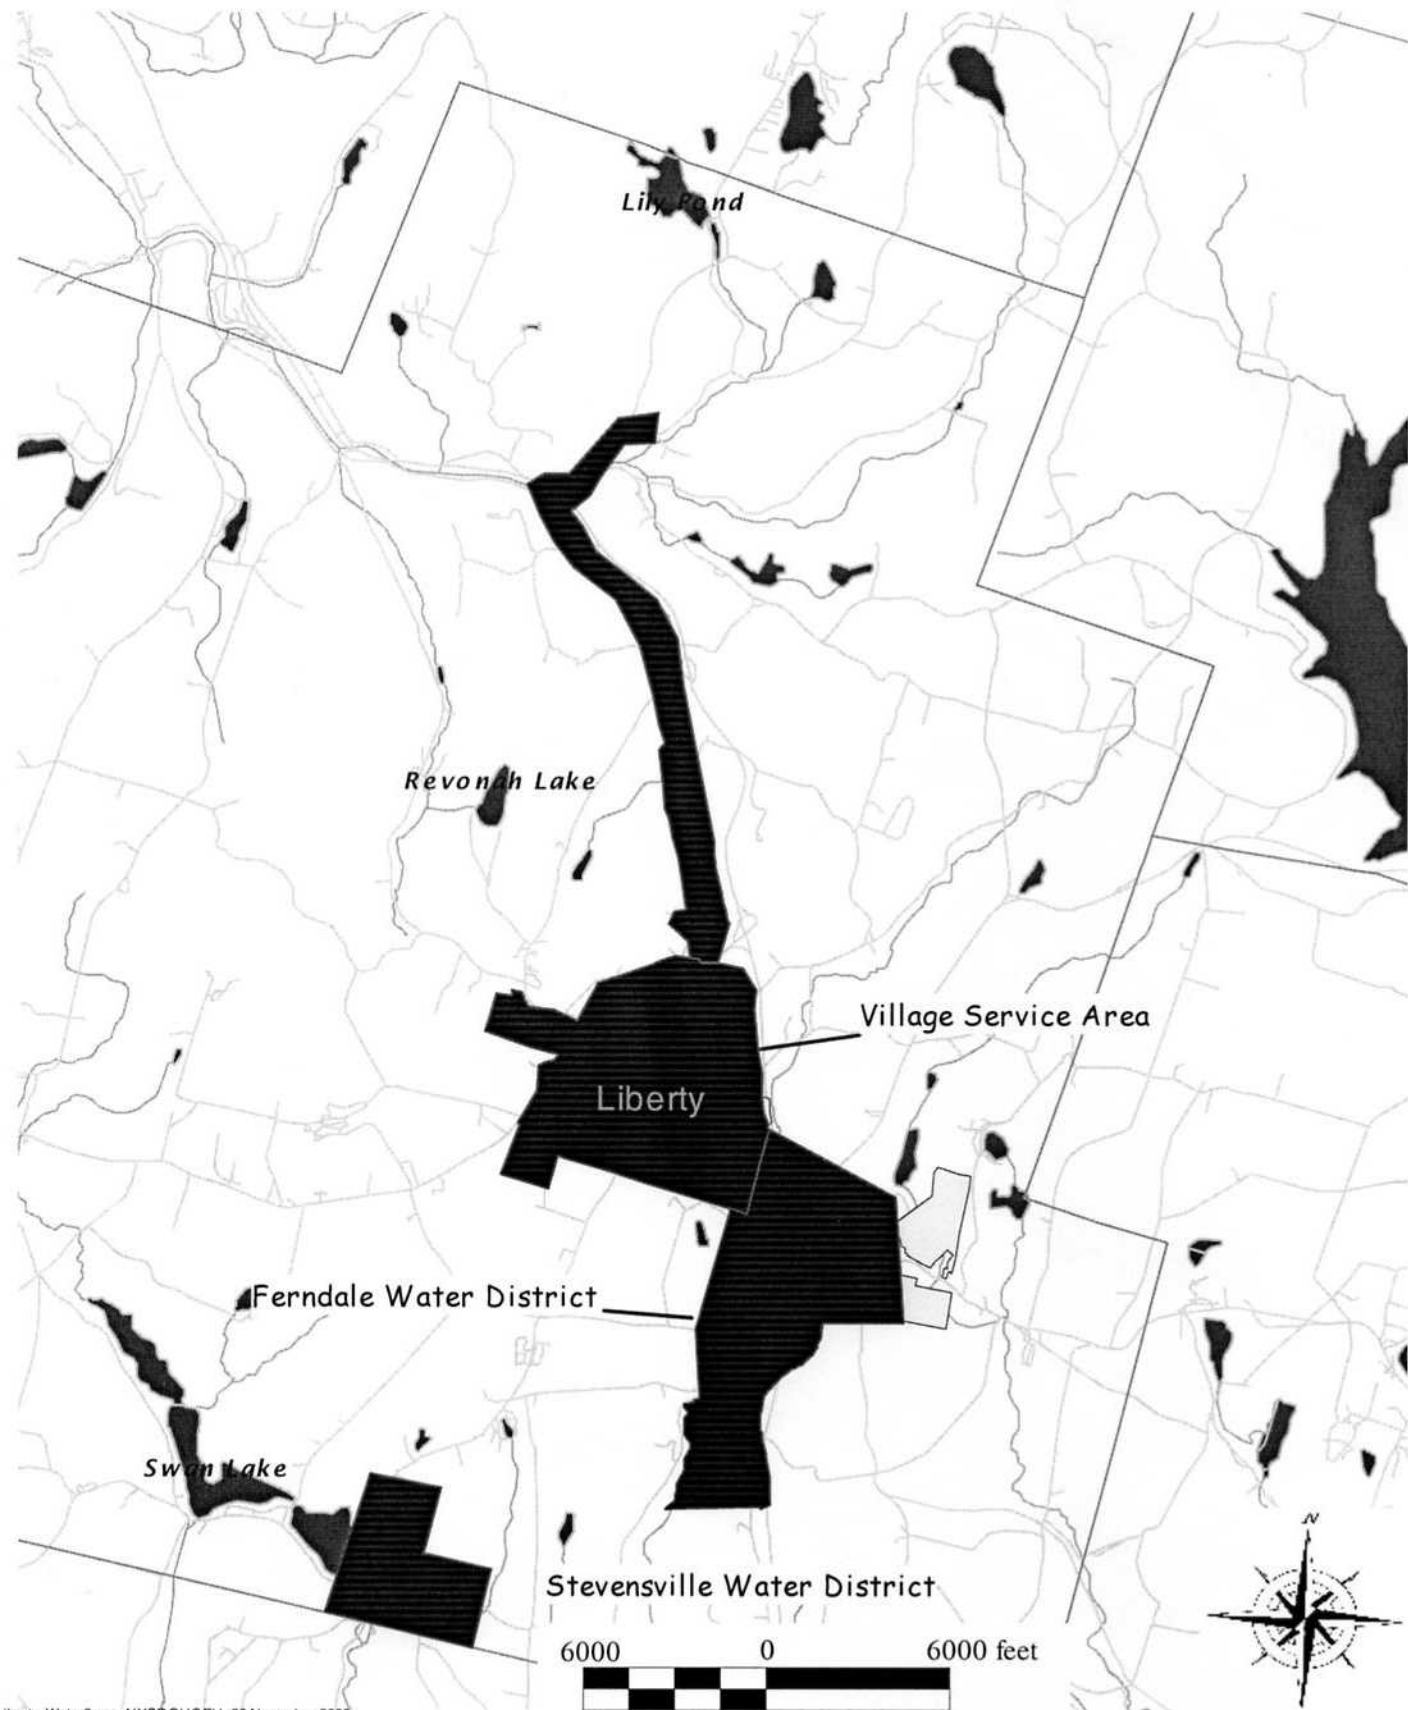 Lily Pond
Revonah Lake
Village Service Area
Liberty
Ferndale Water District
Swan Lake
N
Stevensville Water District
6000 0 6000 feet